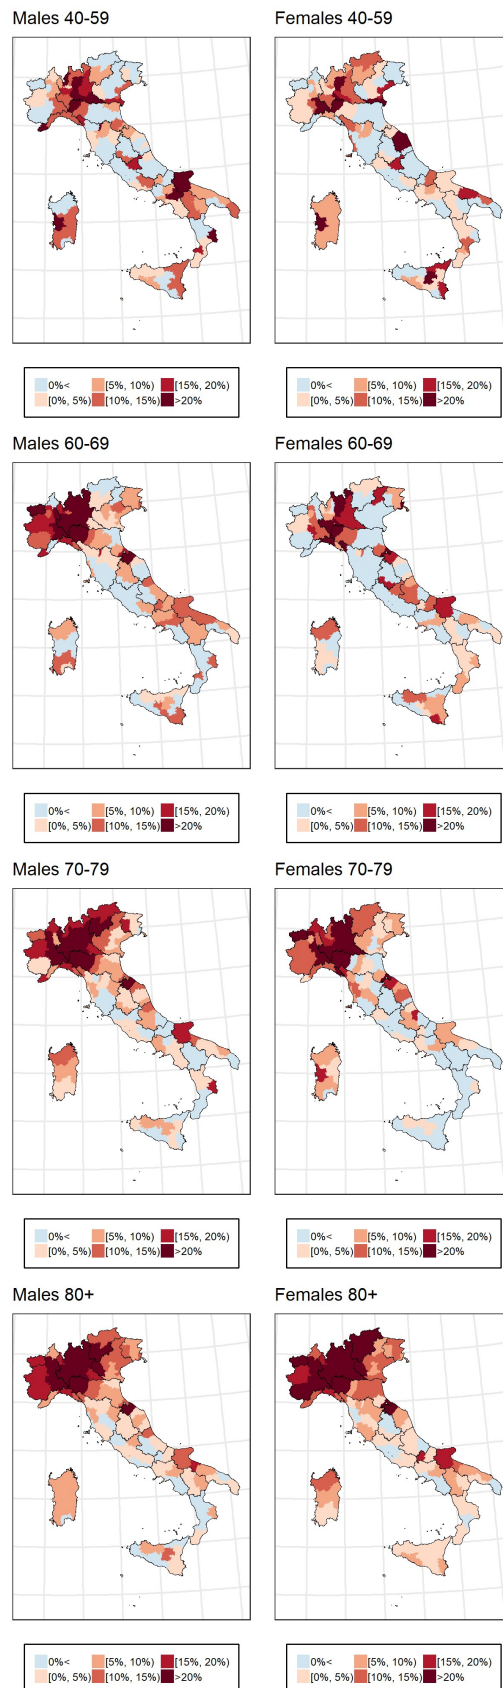 Males 40-59 Females 40-59
0%< [5%, 10%) [15%, 20%) 0%< [5%, 10%) [15%, 20%)
[0%, 5%) [10%, 15%) >20% [0%, 5%) [10%, 15%) >20%
Males 60-69 Females 60-69
0%< [5%, 10%) [15%, 20%) 0%< [5%, 10%) [15%, 20%)
[0%, 5%) [10%, 15%) >20% [0%, 5%) [10%, 15%) >20%
Males 70-79 Females 70-79
0%< [5%, 10%) [15%, 20%) 0%< [5%, 10%) [15%, 20%)
[0%, 5%) [10%, 15%) >20% [0%, 5%) [10%, 15%) >20%
Males 80+ Females 80+
0%< [5%, 10%) [15%, 20%) 0%< [5%, 10%) [15%, 20%)
[0%, 5%) [10%, 15%) >20% [0%, 5%) [10%, 15%) >20%